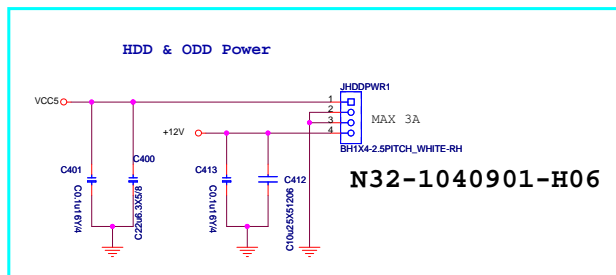 HDD & ODD Power
JHDDPWR1
VCC5
1
2
3
4
MAX 3A
+12V
BH1X4-2.5PITCH_WHITE-RH
N32-1040901-H06
C401
C0.1u16Y/4
C400
C22u6.3X5/8
C413
C0.1u16Y/4
C412
C10u25X51206